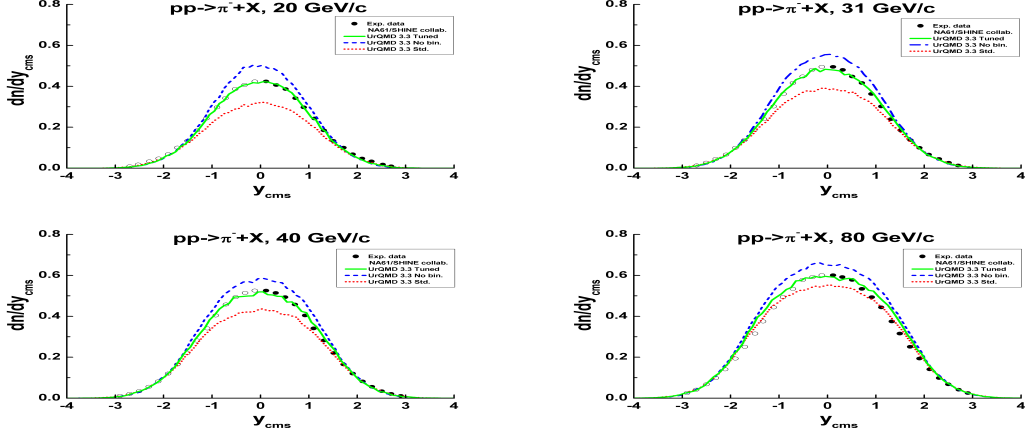 pp->π⁻+X, 20 GeV/c
0.8
0.6
0.4
0.2
0.0
dn/dy_cms
Exp. data
NA61/SHINE collab.
UrQMD 3.3 Tuned
UrQMD 3.3 No bin.
UrQMD 3.3 Std.
-4 -3 -2 -1 0 1 2 3 4
y_cms
pp->π⁻+X, 31 GeV/c
0.8
0.6
0.4
0.2
0.0
dn/dy_cms
Exp. data
NA61/SHINE collab.
UrQMD 3.3 Tuned
UrQMD 3.3 No bin.
UrQMD 3.3 Std.
-4 -3 -2 -1 0 1 2 3 4
y_cms
pp->π⁻+X, 40 GeV/c
0.8
0.6
0.4
0.2
0.0
dn/dy_cms
Exp. data
NA61/SHINE collab.
UrQMD 3.3 Tuned
UrQMD 3.3 No bin.
UrQMD 3.3 Std.
-4 -3 -2 -1 0 1 2 3 4
y_cms
pp->π⁻+X, 80 GeV/c
0.8
0.6
0.4
0.2
0.0
dn/dy_cms
Exp. data
NA61/SHINE collab.
UrQMD 3.3 Tuned
UrQMD 3.3 No bin.
UrQMD 3.3 Std.
-4 -3 -2 -1 0 1 2 3 4
y_cms